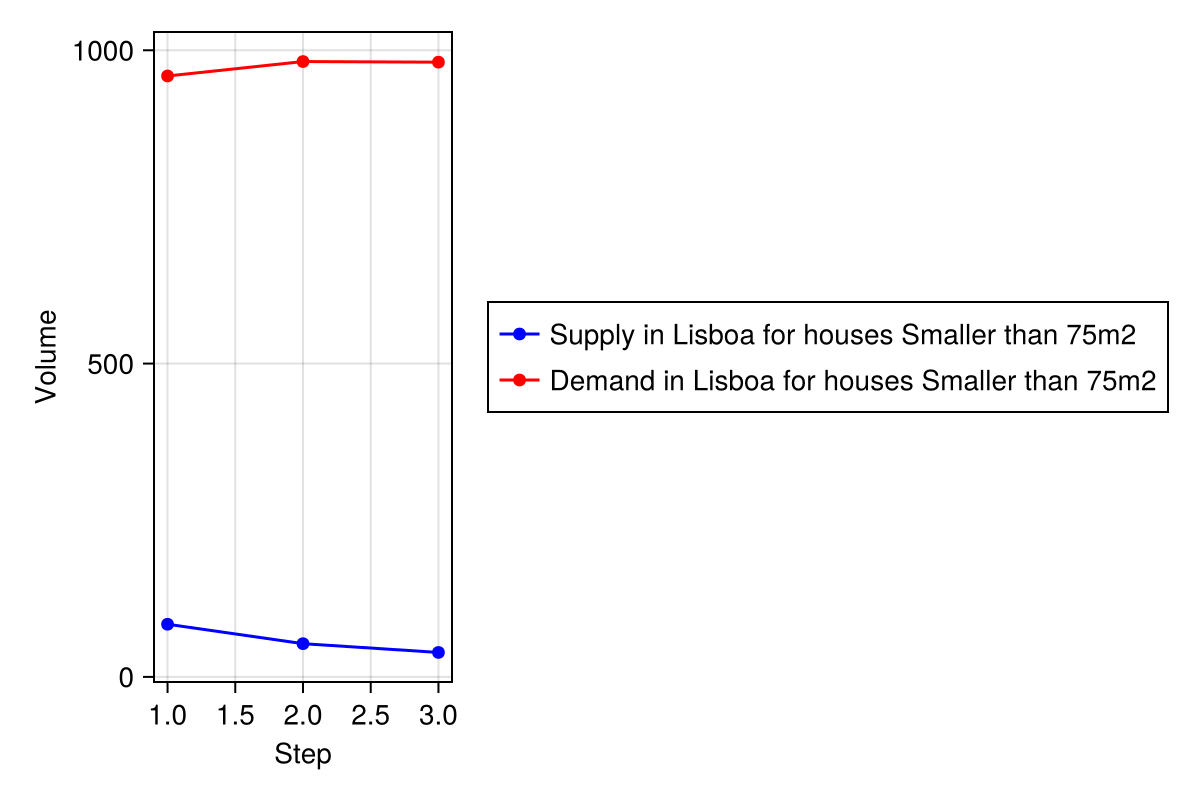 1000
500
0
Volume
1.0 1.5 2.0 2.5 3.0
Step
Supply in Lisboa for houses Smaller than 75m2
Demand in Lisboa for houses Smaller than 75m2